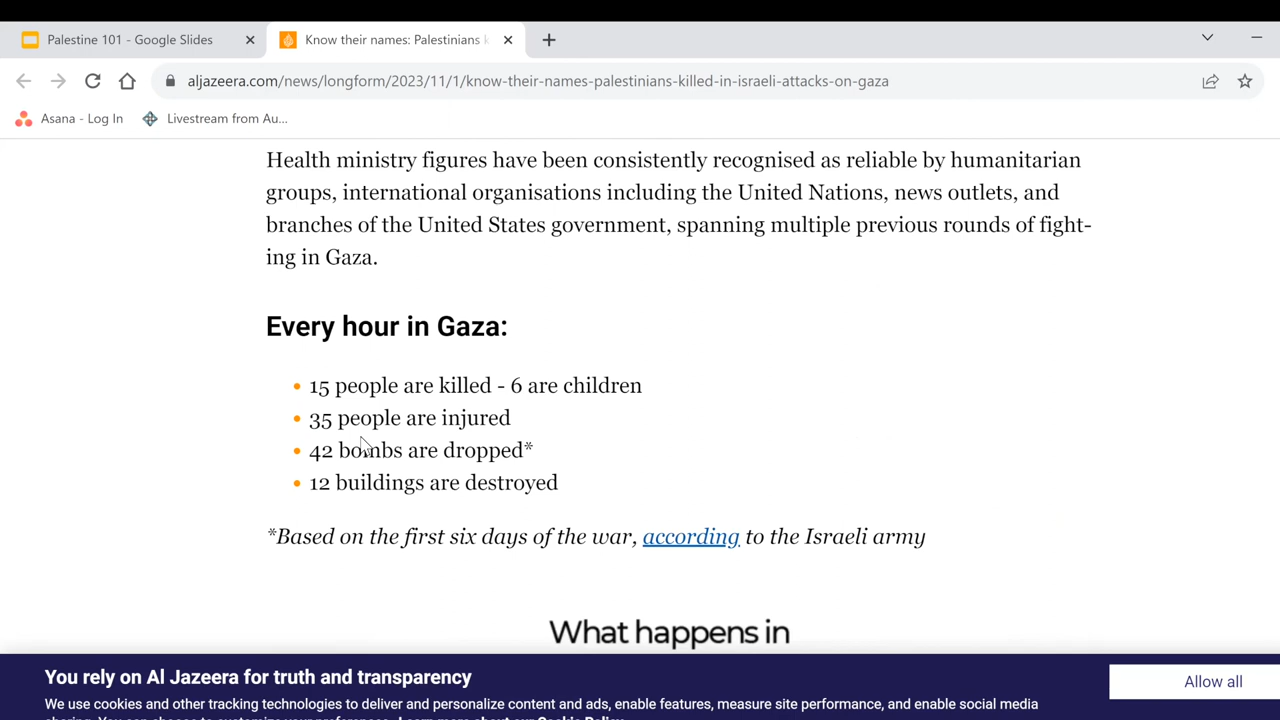 Palestine 101 - Google Slides
Know their names: Palestinians k
aljazeera.com/news/longform/2023/11/1/know-their-names-palestinians-killed-in-israeli-attacks-on-gaza
Asana - Log In
Livestream from Au...
Health ministry figures have been consistently recognised as reliable by humanitarian
groups, international organisations including the United Nations, news outlets, and
branches of the United States government, spanning multiple previous rounds of fight-
ing in Gaza.
Every hour in Gaza:
15 people are killed - 6 are children
35 people are injured
42 bombs are dropped*
12 buildings are destroyed
*Based on the first six days of the war, according to the Israeli army
What happens in
You rely on Al Jazeera for truth and transparency
Allow all
We use cookies and other tracking technologies to deliver and personalize content and ads, enable features, measure site performance, and enable social media